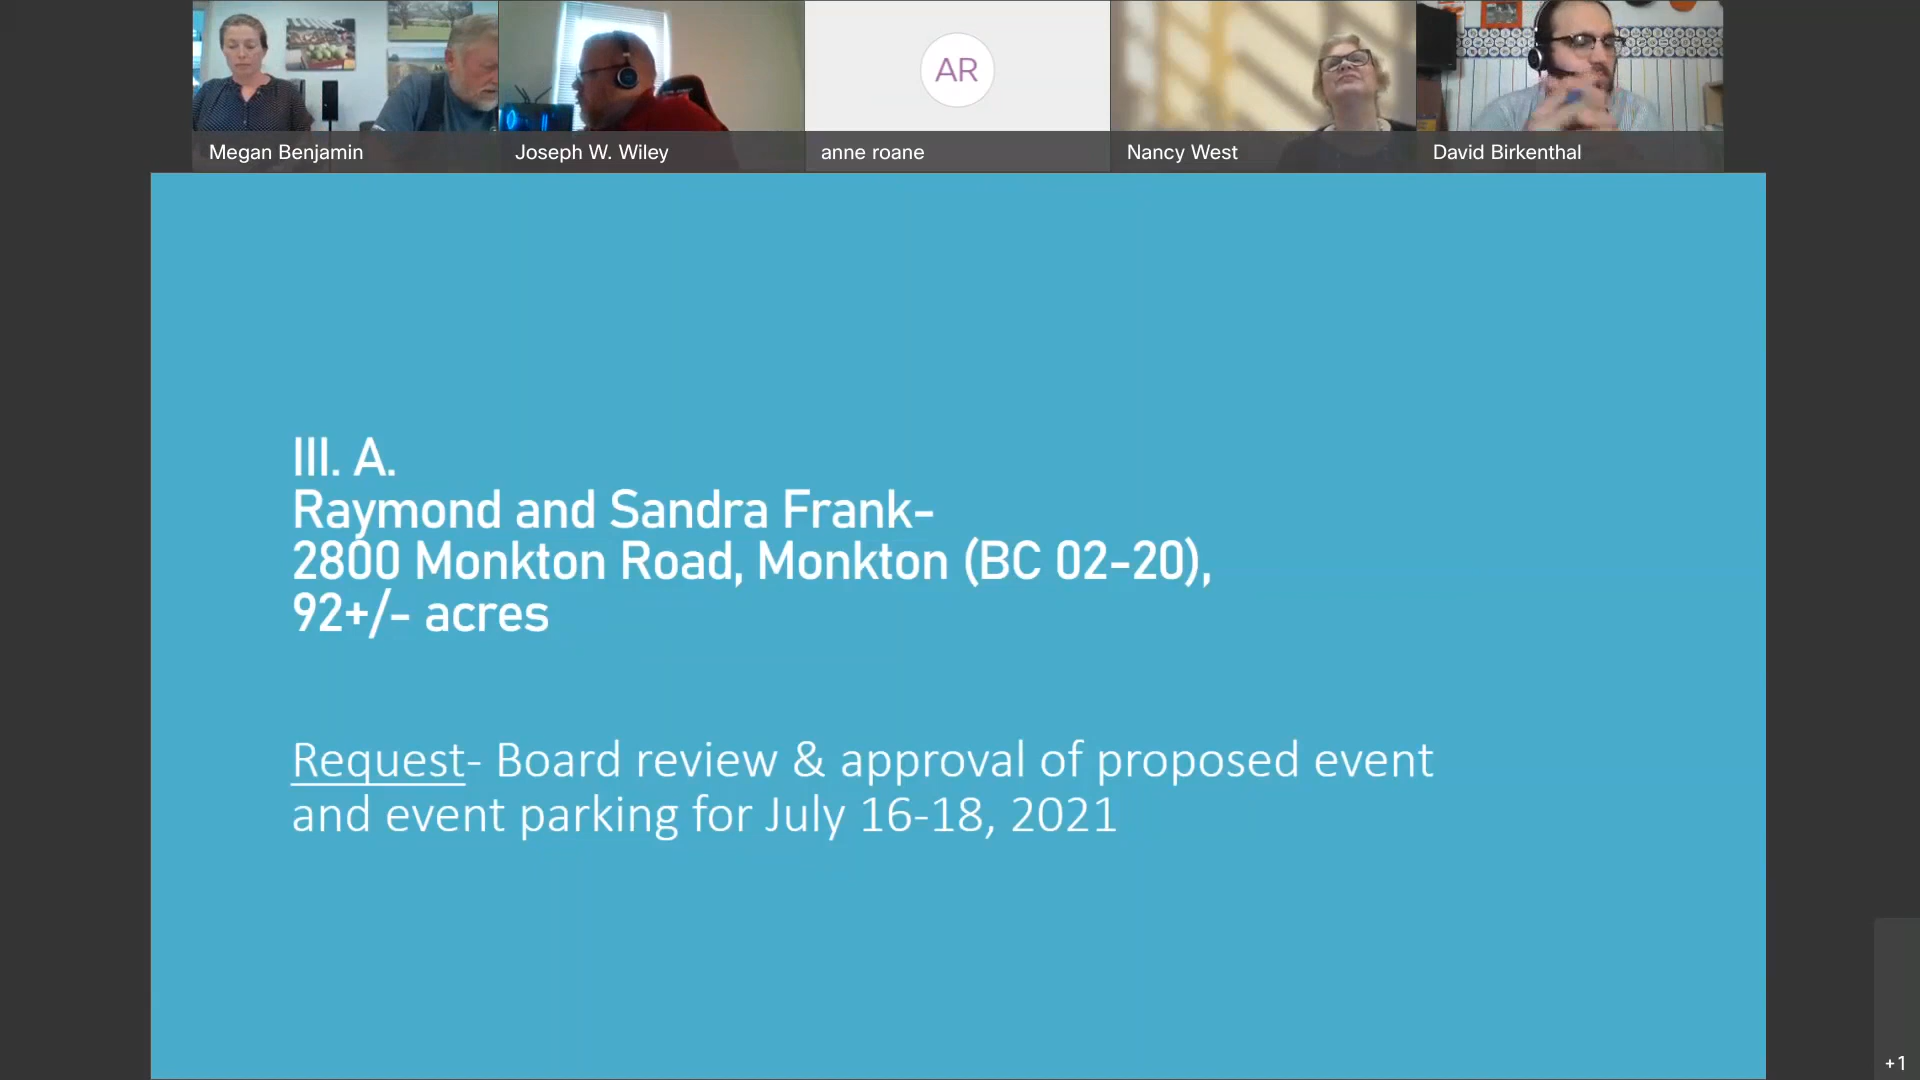 Megan Benjamin
Joseph W. Wiley
AR
anne roane
Nancy West
David Birkenthal
III. A.
Raymond and Sandra Frank-
2800 Monkton Road, Monkton (BC 02-20),
92+/- acres
Request- Board review & approval of proposed event
and event parking for July 16-18, 2021
+1